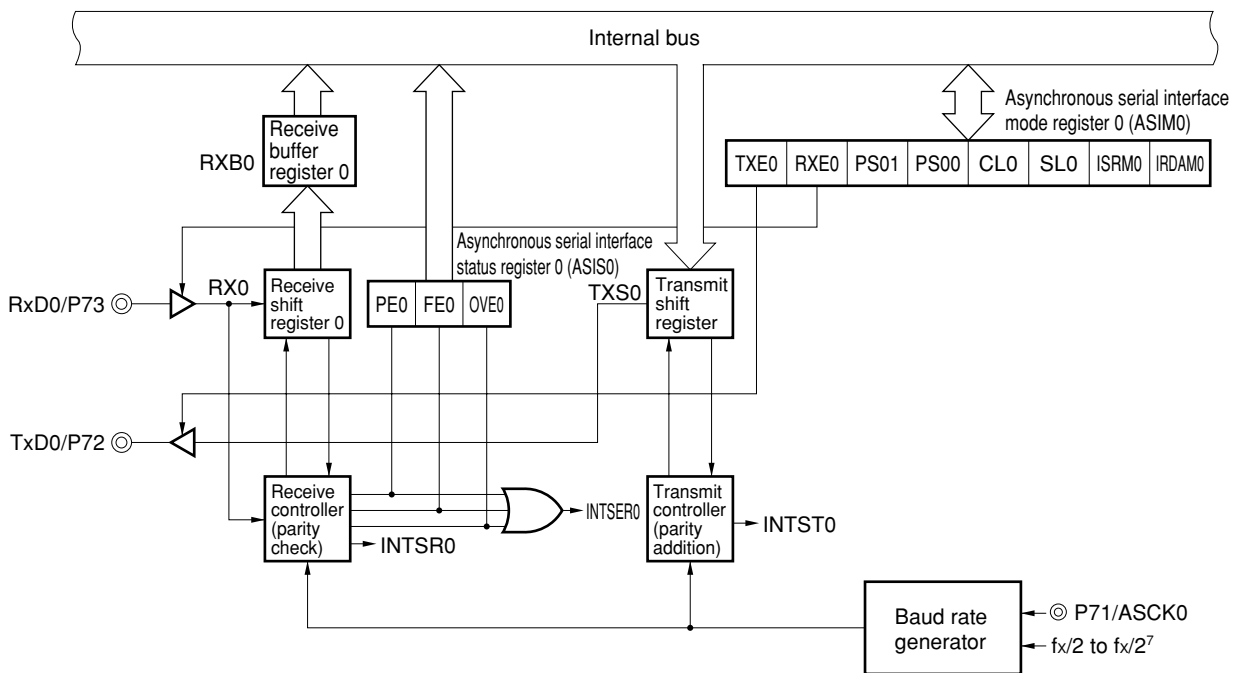 Internal bus
Asynchronous serial interface
mode register 0 (ASIM0)
RXB0
Receive
buffer
register 0
TXE0 RXE0 PS01 PS00 CL0 SL0 ISRM0 IRDAM0
Asynchronous serial interface
status register 0 (ASIS0)
RxD0/P73
RX0
Receive
shift
register 0
PE0 FE0 OVE0
TXS0
Transmit
shift
register
TxD0/P72
Receive
controller
(parity
check)
INTSER0
INTSR0
Transmit
controller
(parity
addition)
INTST0
Baud rate
generator
P71/ASCK0
fx/2 to fx/2⁷